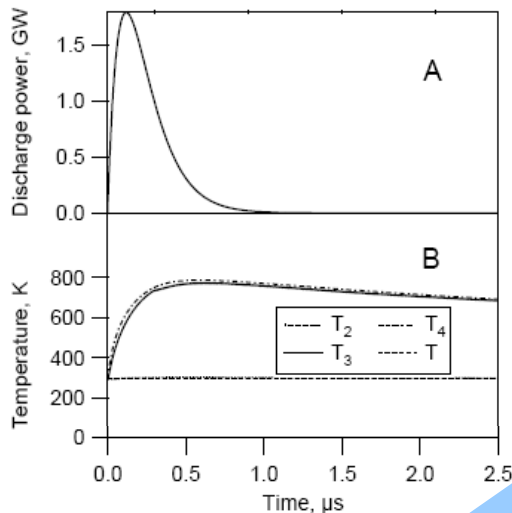 Discharge power, GW
1.5
1.0
0.5
0.0
A
Temperature, K
800
600
400
200
0
B
T2 T4
T3 T
0.0 0.5 1.0 1.5 2.0 2.5
Time, µs